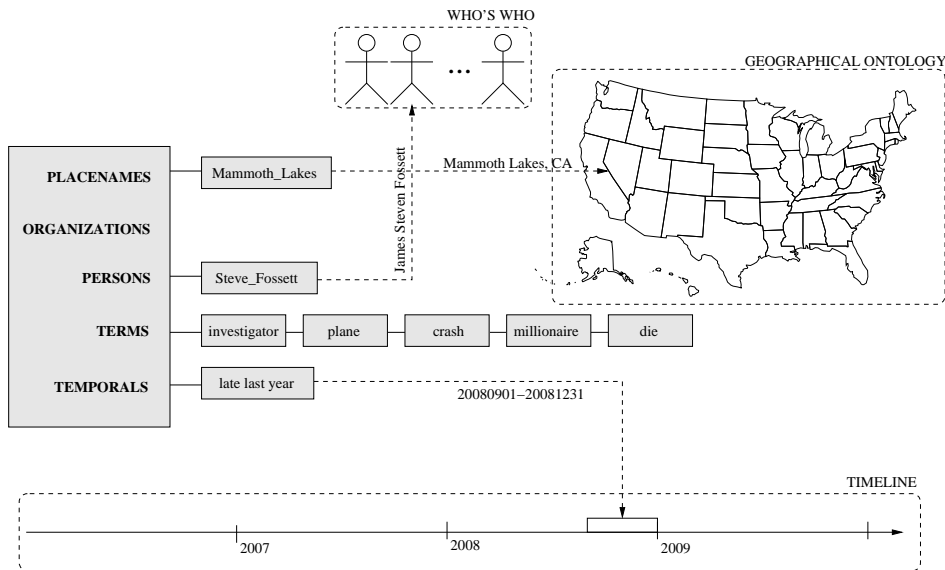 WHO'S WHO
GEOGRAPHICAL ONTOLOGY
PLACENAMES
Mammoth_Lakes
Mammoth Lakes, CA
James Steven Fossett
ORGANIZATIONS
PERSONS
Steve_Fossett
TERMS
investigator
plane
crash
millionaire
die
TEMPORALS
late last year
20080901–20081231
TIMELINE
2007
2008
2009